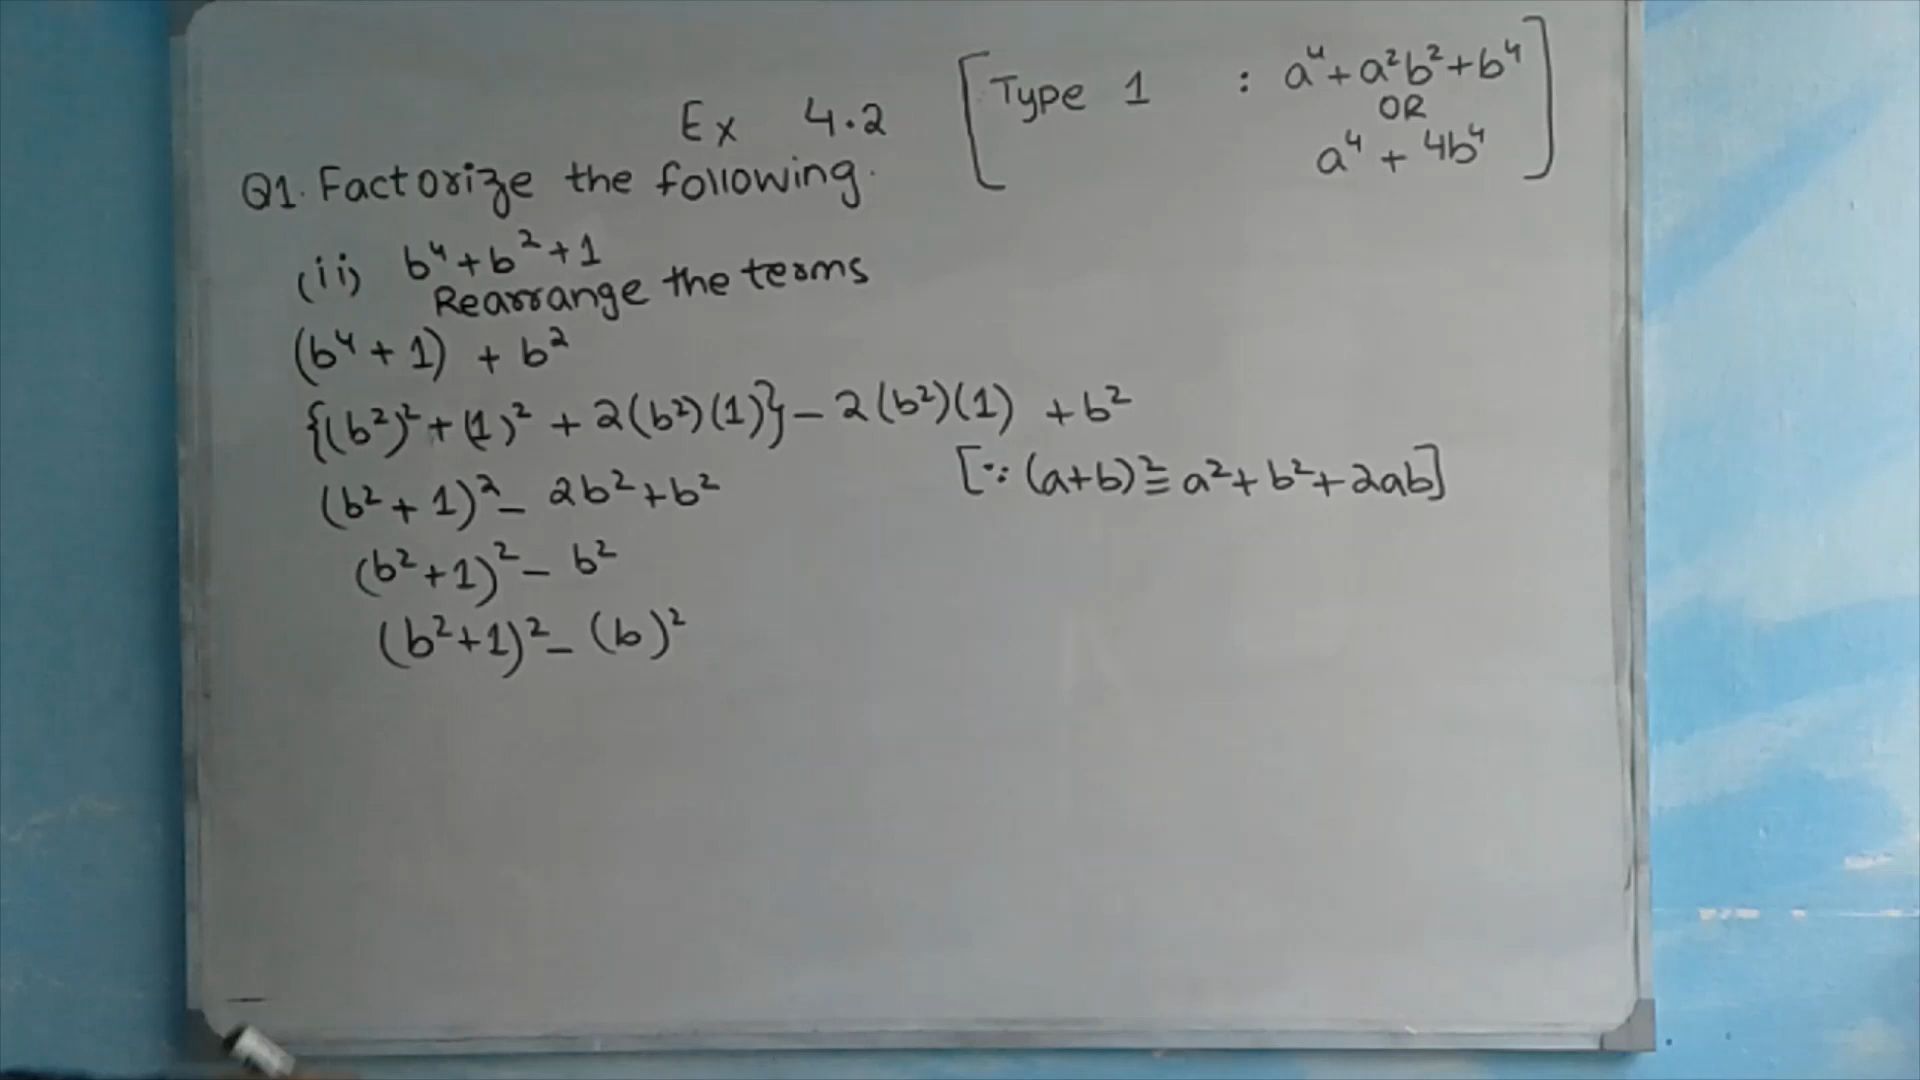 Ex 4.2
[Type 1 : a⁴+a²b²+b⁴
OR
a⁴ + 4b⁴]
Q1. Factorize the following.
(ii) b⁴+b²+1
Rearrange the terms
(b⁴+1) + b²
{(b²)²+(1)²+2(b²)(1)}-2(b²)(1) +b²
(b²+1)²- 2b²+b² [∵ (a+b)²=a²+b²+2ab]
(b²+1)²- b²
(b²+1)²- (b)²